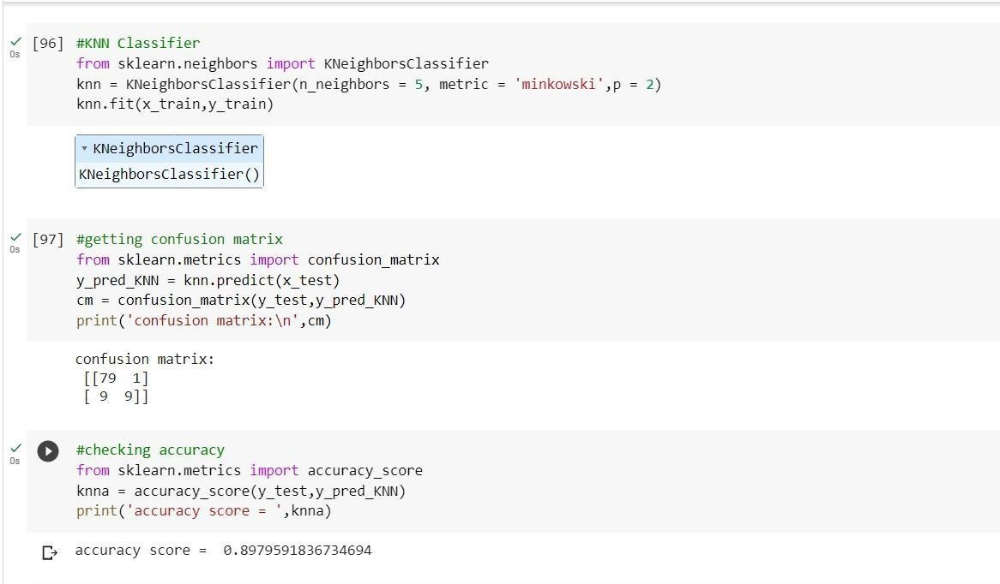 [96] #KNN Classifier
0s
from sklearn.neighbors import KNeighborsClassifier
knn = KNeighborsClassifier(n_neighbors = 5, metric = 'minkowski',p = 2)
knn.fit(x_train,y_train)
KNeighborsClassifier
KNeighborsClassifier()
[97] #getting confusion matrix
0s
from sklearn.metrics import confusion_matrix
y_pred_KNN = knn.predict(x_test)
cm = confusion_matrix(y_test,y_pred_KNN)
print('confusion matrix:\n',cm)
confusion matrix:
[[79  1]
[ 9  9]]
#checking accuracy
0s
from sklearn.metrics import accuracy_score
knna = accuracy_score(y_test,y_pred_KNN)
print('accuracy score = ',knna)
accuracy score =  0.8979591836734694